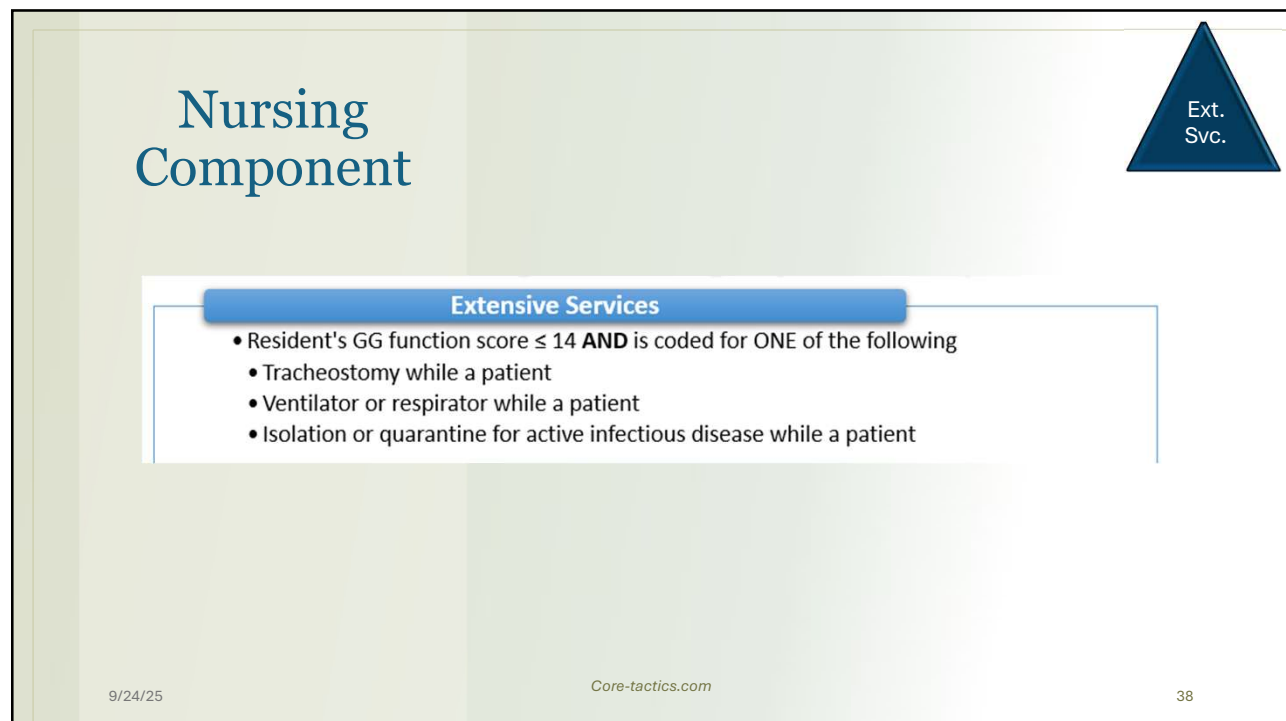 Nursing
Component
Ext.
Svc.
Extensive Services
• Resident's GG function score ≤ 14 AND is coded for ONE of the following
• Tracheostomy while a patient
• Ventilator or respirator while a patient
• Isolation or quarantine for active infectious disease while a patient
9/24/25
Core-tactics.com
38